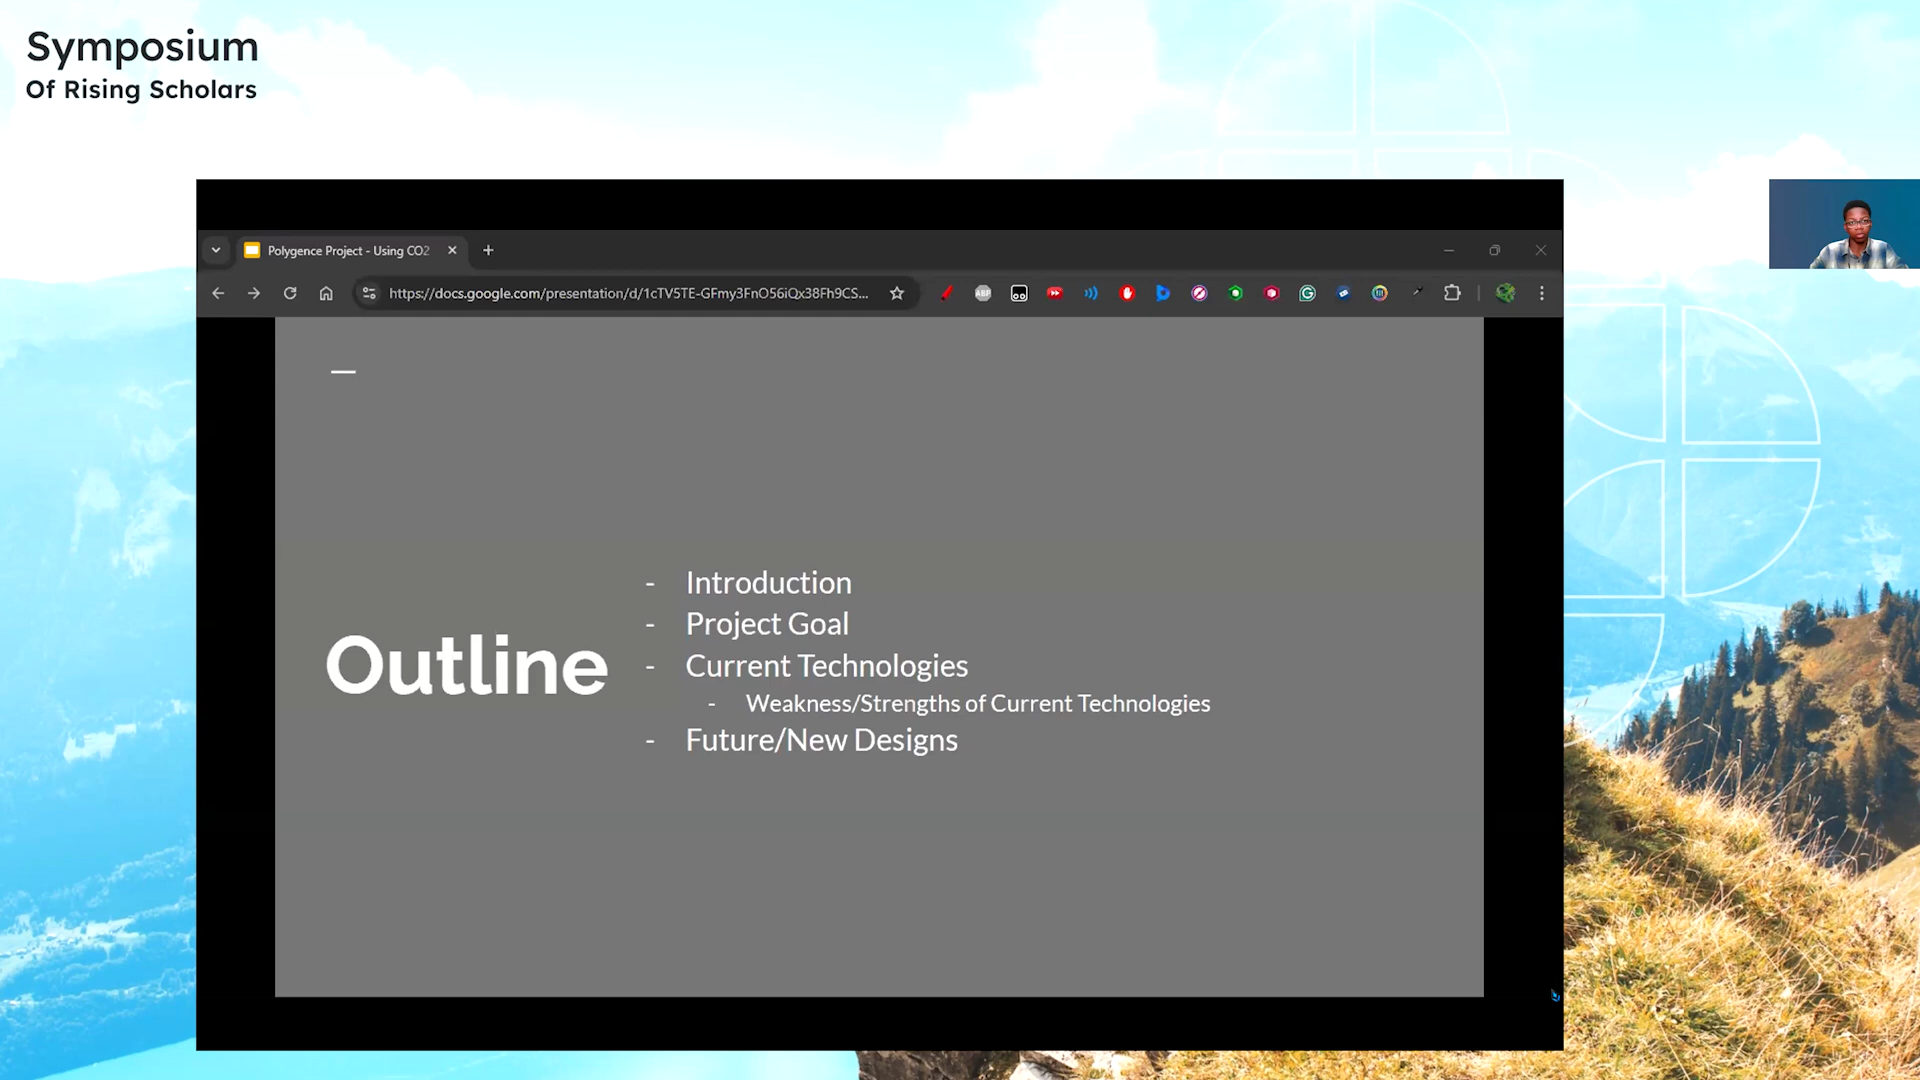 Symposium
Of Rising Scholars
Polygence Project - Using CO2
https://docs.google.com/presentation/d/1cTV5TE-GFmy3FnO56iQx38Fh9CS...
ABP
Outline
- Introduction
- Project Goal
- Current Technologies
- Weakness/Strengths of Current Technologies
- Future/New Designs